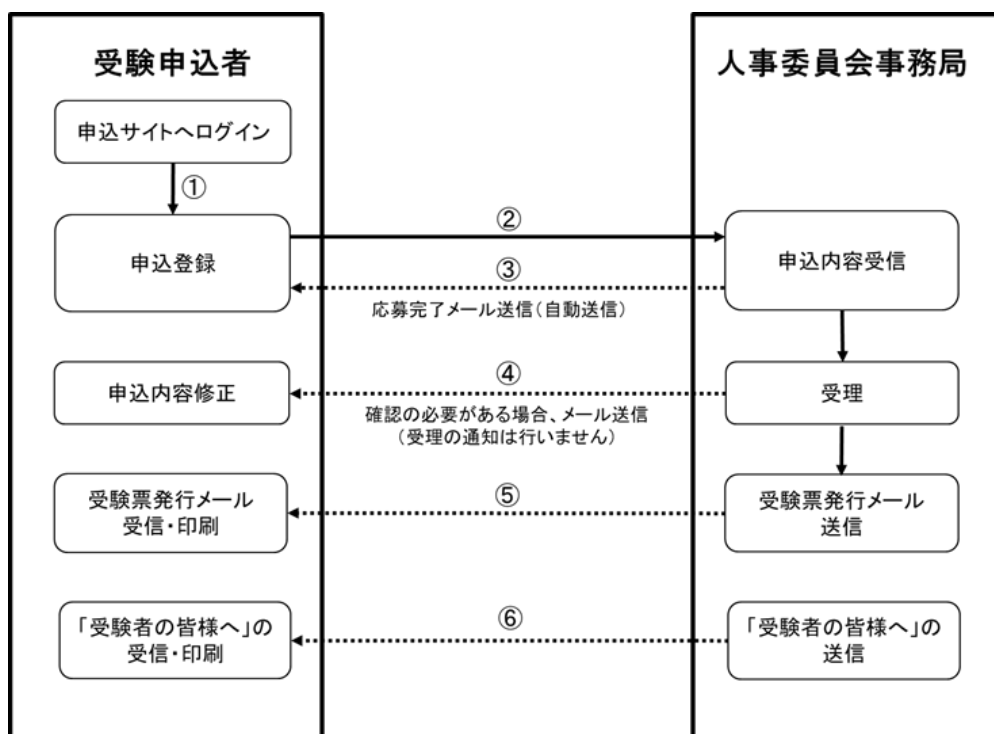 受験申込者
人事委員会事務局
申込サイトへログイン
①
申込登録
②
申込内容受信
③
応募完了メール送信(自動送信)
申込内容修正
④
受理
確認の必要がある場合、メール送信
(受理の通知は行いません)
受験票発行メール
受信・印刷
⑤
受験票発行メール
送信
「受験者の皆様へ」の
受信・印刷
⑥
「受験者の皆様へ」の
送信